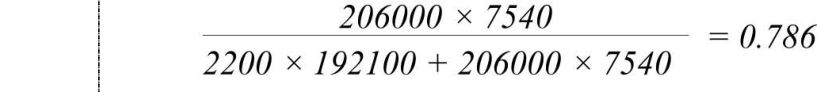 206000 × 7540
2200 × 192100 + 206000 × 7540
= 0.786